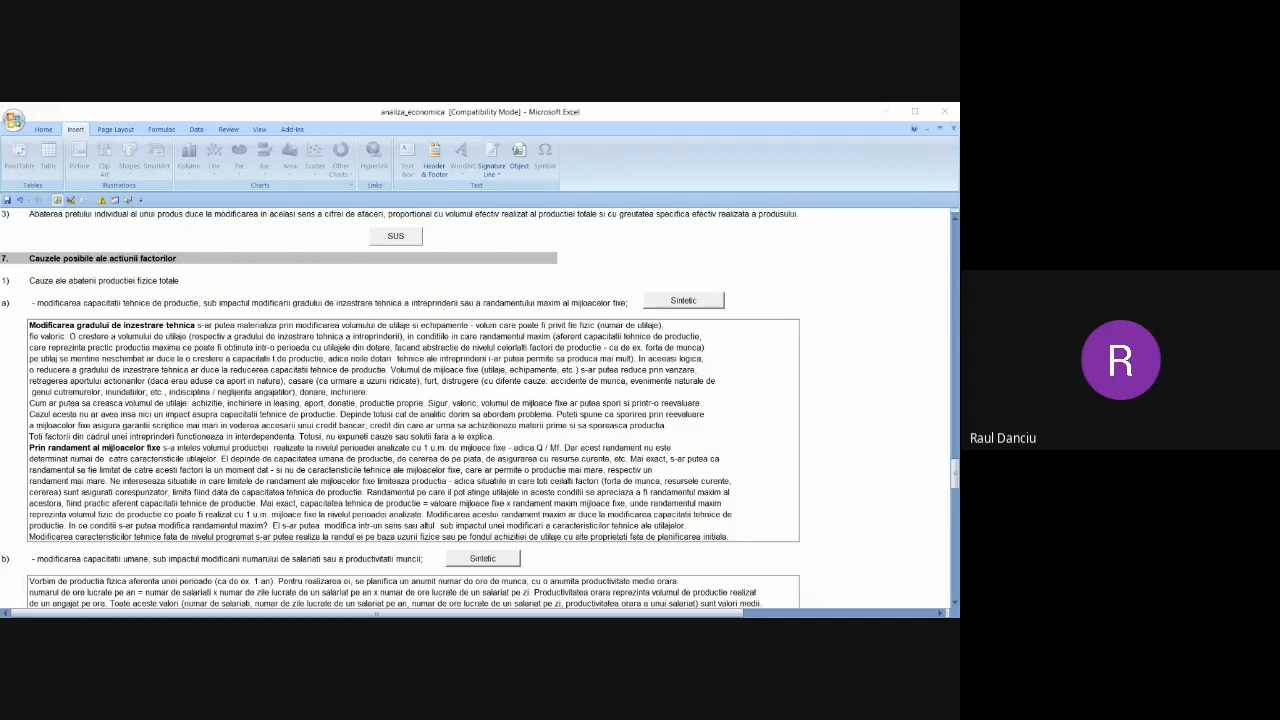 analiza_economica [Compatibility Mode] - Microsoft Excel
Home Insert Page Layout Formulas Data Review View Add-Ins
PivotTable Table Picture Clip Art Shapes SmartArt Column Line Pie Bar Area Scatter Other Charts Hyperlink Text Box Header & Footer WordArt Signature Line Object Symbol
Tables Illustrations Charts Links Text
3) Abaterea pretului individual al unui produs duce la modificarea in acelasi sens a cifrei de afaceri, proportional cu volumul efectiv realizat al productiei totale si cu greutatea specifica efectiv realizata a produsului.
SUS
7. Cauzele posibile ale actiunii factorilor
1) Cauze ale abaterii productiei fizice totale
a) - modificarea capacitatii tehnice de productie, sub impactul modificarii gradului de inzestrare tehnica a intreprinderii sau a randamentului maxim al mijloacelor fixe;
Sintetic
Modificarea gradului de inzestrare tehnica s-ar putea materializa prin modificarea volumului de utilaje si echipamente - volum care poate fi privit fie fizic (numar de utilaje),
fie valoric. O crestere a volumului de utilaje (respectiv a gradului de inzestrare tehnica a intreprinderii), in conditiile in care randamentul maxim (aferent capacitatii tehnice de productie,
care reprezinta practic productia maxima ce poate fi obtinuta intr-o perioada cu utilajele din dotare, facand abstractie de nivelul celorlalti factori de productie - ca de ex. forta de munca)
pe utilaj se mentine neschimbat ar duce la o crestere a capacitatii t.de productie, adica noile dotari tehnice ale intreprinderii i-ar putea permite sa produca mai mult). In aceeasi logica,
o reducere a gradului de inzestrare tehnica ar duce la reducerea capacitatii tehnice de productie. Volumul de mijloace fixe (utilaje, echipamente, etc.) s-ar putea reduce prin vanzare,
retragerea aportului actionarilor (daca erau aduse ca aport in natura), casare (ca urmare a uzurii ridicate), furt, distrugere (cu diferite cauze: accidente de munca, evenimente naturale de
genul cutremurelor, inundatiilor, etc., indisciplina / neglijenta angajatilor), donare, inchiriere.
Cum ar putea sa creasca volumul de utilaje: achizitie, inchiriere in leasing, aport, donatie, productie proprie. Sigur, valoric, volumul de mijloace fixe ar putea spori si printr-o reevaluare.
Cazul acesta nu ar avea insa nici un impact asupra capacitatii tehnice de productie. Depinde totusi cat de analitic dorim sa abordam problema. Puteti spune ca sporirea prin reevaluare
a mijloacelor fixe asigura garantii scriptice mai mari in vederea accesarii unui credit bancar, credit din care ar urma sa achizitioneze materii prime si sa sporeasca productia.
Toti factorii din cadrul unei intreprinderi functioneaza in interdependenta. Totusi, nu expuneti cauze sau solutii fara a le explica.
Prin randament al mijloacelor fixe s-a inteles volumul productiei realizate la nivelul perioadei analizate cu 1 u.m. de mijloace fixe - adica Q / Mf. Dar acest randament nu este
determinat numai de catre caracteristicile utilajelor. El depinde de capacitatea umana de productie, de cererea de pe piata, de asigurarea cu resurse curente, etc. Mai exact, s-ar putea ca
randamentul sa fie limitat de catre acesti factori la un moment dat - si nu de caracteristicile tehnice ale mijloacelor fixe, care ar permite o productie mai mare, respectiv un
randament mai mare. Ne intereseaza situatiile in care limitele de randament ale mijloacelor fixe limiteaza productia - adica situatiile in care toti ceilalti factori (forta de munca, resursele curente,
cererea) sunt asigurati corespunzator, limita fiind data de capacitatea tehnica de productie. Randamentul pe care il pot atinge utilajele in aceste conditii se apreciaza a fi randamentul maxim al
acestora, fiind practic aferent capacitatii tehnice de productie. Mai exact, capacitatea tehnica de productie = valoare mijloace fixe x randament maxim mijloace fixe, unde randamentul maxim
reprezinta volumul fizic de productie ce poate fi realizat cu 1 u.m. mijloace fixe la nivelul perioadei analizate. Modificarea acestui randament maxim ar duce la modificarea capacitatii tehnice de
productie. In ce conditii s-ar putea modifica randamentul maxim? El s-ar putea modifica intr-un sens sau altul sub impactul unei modificari a caracteristicilor tehnice ale utilajelor.
Modificarea caracteristicilor tehnice fata de nivelul programat s-ar putea realiza la randul ei pe baza uzurii fizice sau pe fondul achizitiei de utilaje cu alte proprietati fata de planificarea initiala.
b) - modificarea capacitatii umane, sub impactul modificarii numarului de salariati sau a productivitatii muncii;
Sintetic
Vorbim de productia fizica aferenta unei perioade (ca de ex. 1 an). Pentru realizarea ei, se planifica un anumit numar de ore de munca, cu o anumita productivitate medie orara.
numarul de ore lucrate pe an = numar de salariati x numar de zile lucrate de un salariat pe an x numar de ore lucrate de un salariat pe zi. Productivitatea orara reprezinta volumul de productie realizat
de un angajat pe ora. Toate aceste valori (numar de salariati, numar de zile lucrate de un salariat pe an, numar de ore lucrate de un salariat pe zi, productivitatea orara a unui salariat) sunt valori medii.
R
Raul Danciu